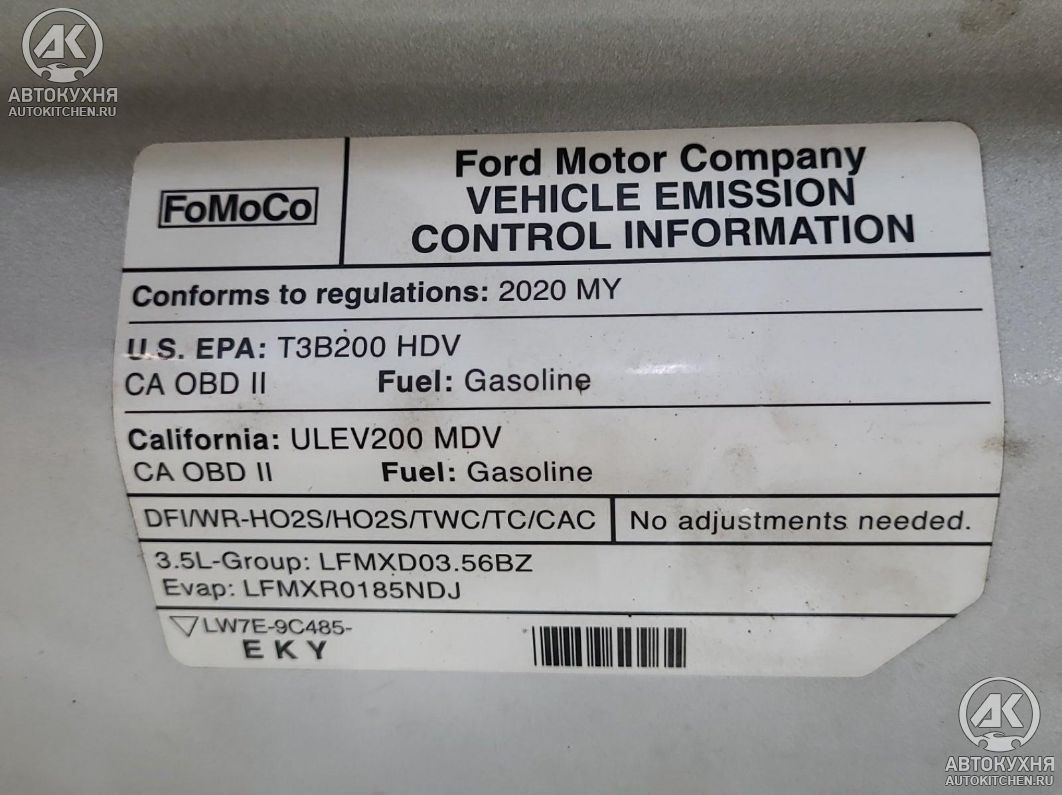 AK
АВТОКУХНЯ
AUTOKITCHEN.RU
FoMoCo
Ford Motor Company
VEHICLE EMISSION
CONTROL INFORMATION
Conforms to regulations: 2020 MY
U.S. EPA: T3B200 HDV
CA OBD II Fuel: Gasoline
California: ULEV200 MDV
CA OBD II Fuel: Gasoline
DFI/WR-HO2S/HO2S/TWC/TC/CAC No adjustments needed.
3.5L-Group: LFMXD03.56BZ
Evap: LFMXR0185NDJ
LW7E-9C485-
E K Y
AK
АВТОКУХНЯ
AUTOKITCHEN.RU